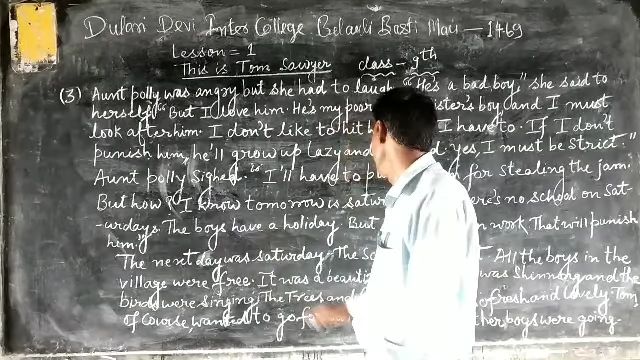 Dulari Devi Inter College Belauli Basti Mau — 1469
Lesson = 1
This is Tom Sawyer class — 9th
(3) Aunt polly was angry but she had to laugh "He's a bad boy," she said to
herself. "But I love him. He's my poor sister's boy and I must
look after him. I don't like to hit I have to. If I don't
punish him, he'll grow up Lazy and yes, I must be strict."
Aunt polly sighed. "I'll have to for stealing the jam.
But how? I know tomorrow is satur there's no school on Sat-
-urdays. The boys have a holiday. But work. That will punish
him."
The next day was saturday. The All the boys in the
village were free. It was a beauti was shinning and the
birds were singing. The Trees and fresh and lovely. Tom
of course, wanted to go other boys were going-